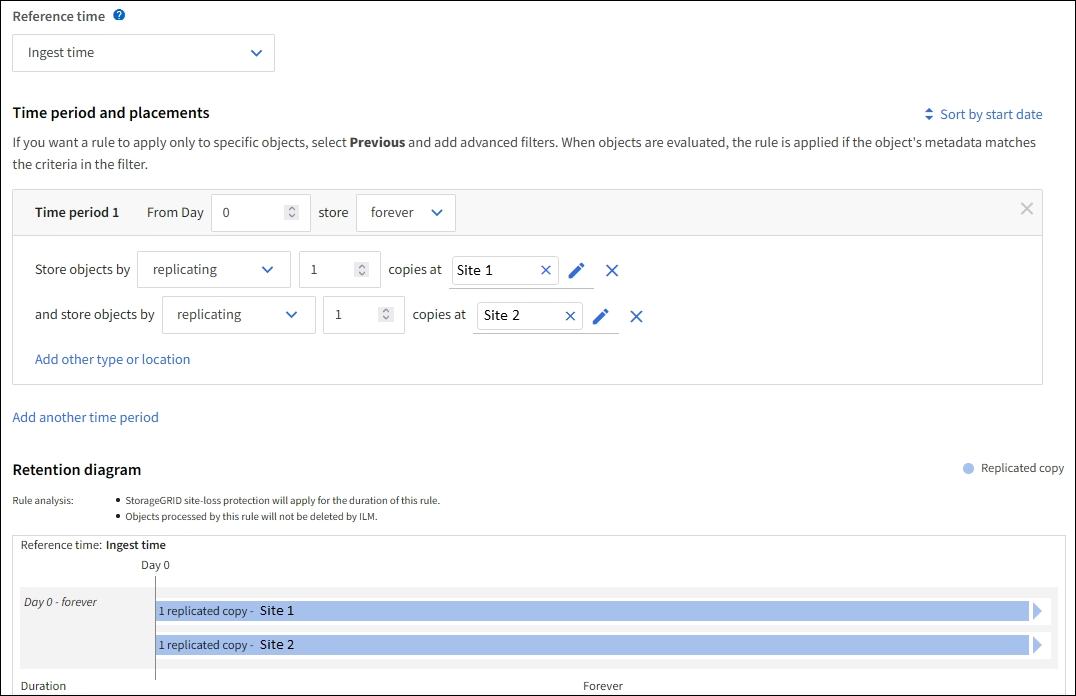 Reference time ?
Ingest time
Time period and placements
Sort by start date
If you want a rule to apply only to specific objects, select Previous and add advanced filters. When objects are evaluated, the rule is applied if the object's metadata matches
the criteria in the filter.
Time period 1 From Day 0 store forever
Store objects by replicating 1 copies at Site 1
and store objects by replicating 1 copies at Site 2
Add other type or location
Add another time period
Retention diagram
Replicated copy
Rule analysis:
• StorageGRID site-loss protection will apply for the duration of this rule.
• Objects processed by this rule will not be deleted by ILM.
Reference time: Ingest time
Day 0
Day 0 - forever
1 replicated copy - Site 1
1 replicated copy - Site 2
Duration Forever